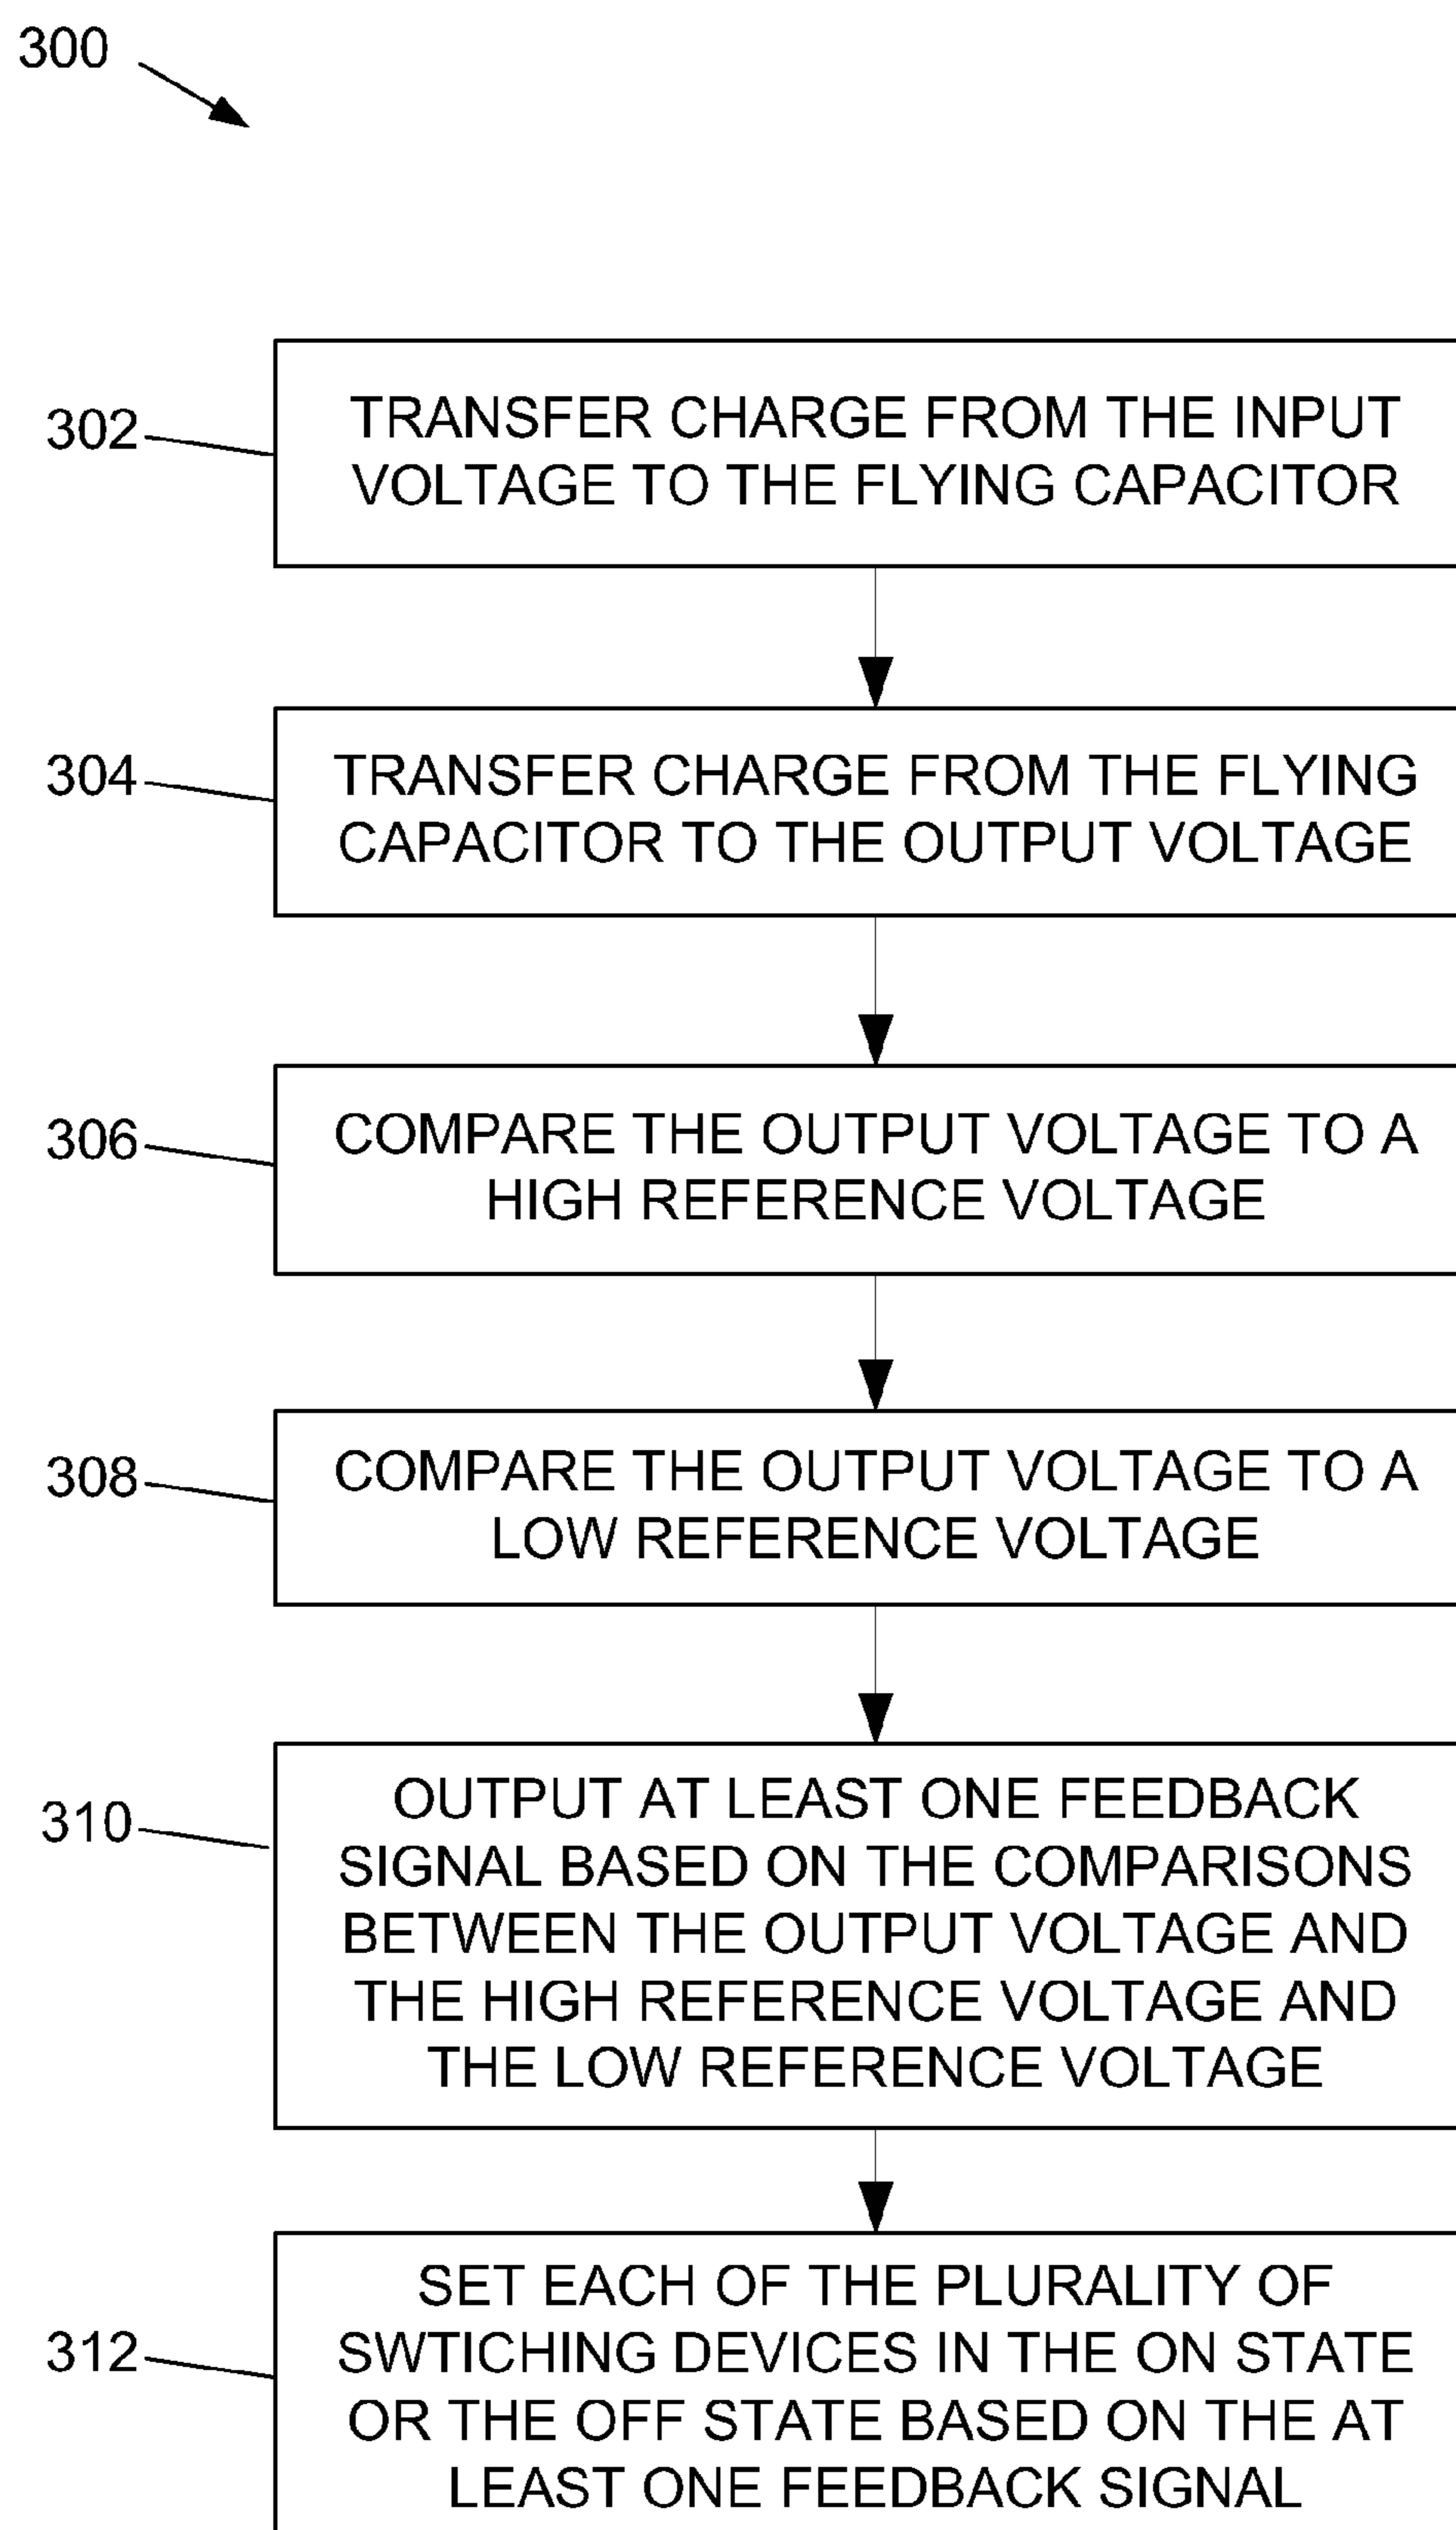 300
302
TRANSFER CHARGE FROM THE INPUT
VOLTAGE TO THE FLYING CAPACITOR
304
TRANSFER CHARGE FROM THE FLYING
CAPACITOR TO THE OUTPUT VOLTAGE
306
COMPARE THE OUTPUT VOLTAGE TO A
HIGH REFERENCE VOLTAGE
308
COMPARE THE OUTPUT VOLTAGE TO A
LOW REFERENCE VOLTAGE
310
OUTPUT AT LEAST ONE FEEDBACK
SIGNAL BASED ON THE COMPARISONS
BETWEEN THE OUTPUT VOLTAGE AND
THE HIGH REFERENCE VOLTAGE AND
THE LOW REFERENCE VOLTAGE
312
SET EACH OF THE PLURALITY OF
SWTICHING DEVICES IN THE ON STATE
OR THE OFF STATE BASED ON THE AT
LEAST ONE FEEDBACK SIGNAL